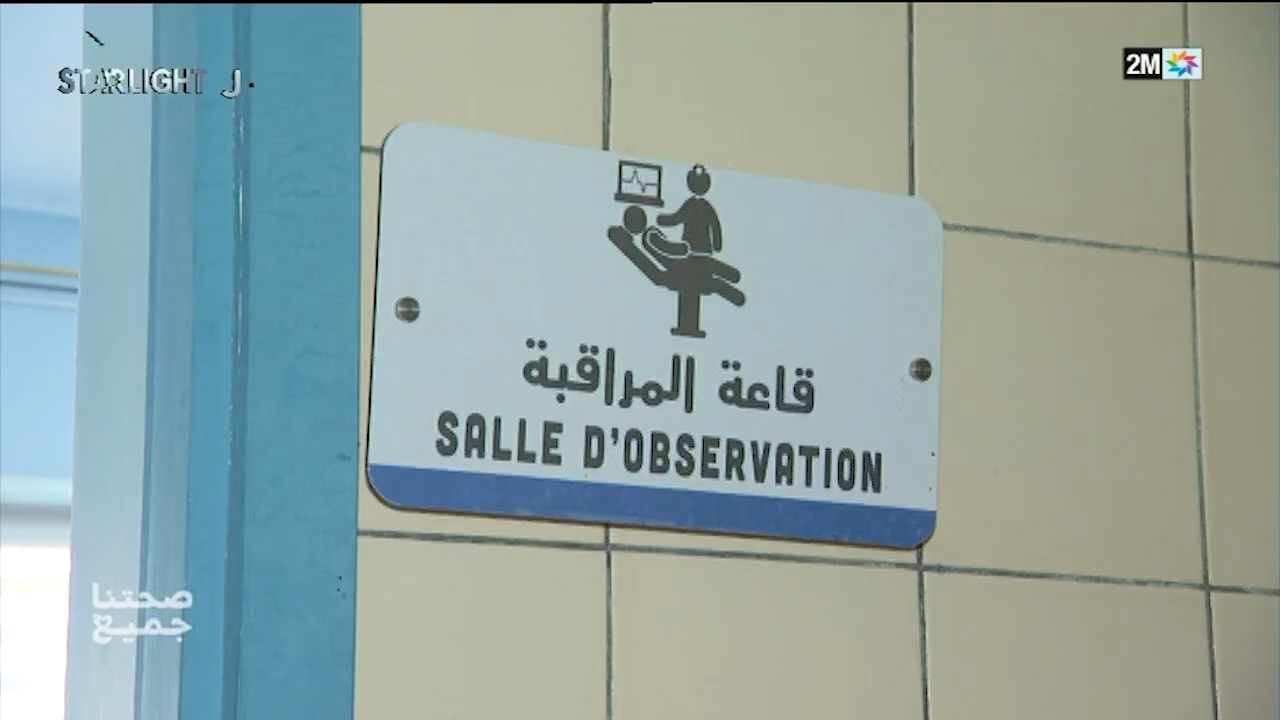 STARLIGHT J.
2M
قاعة المراقبة
SALLE D'OBSERVATION
صحتنا
جميع